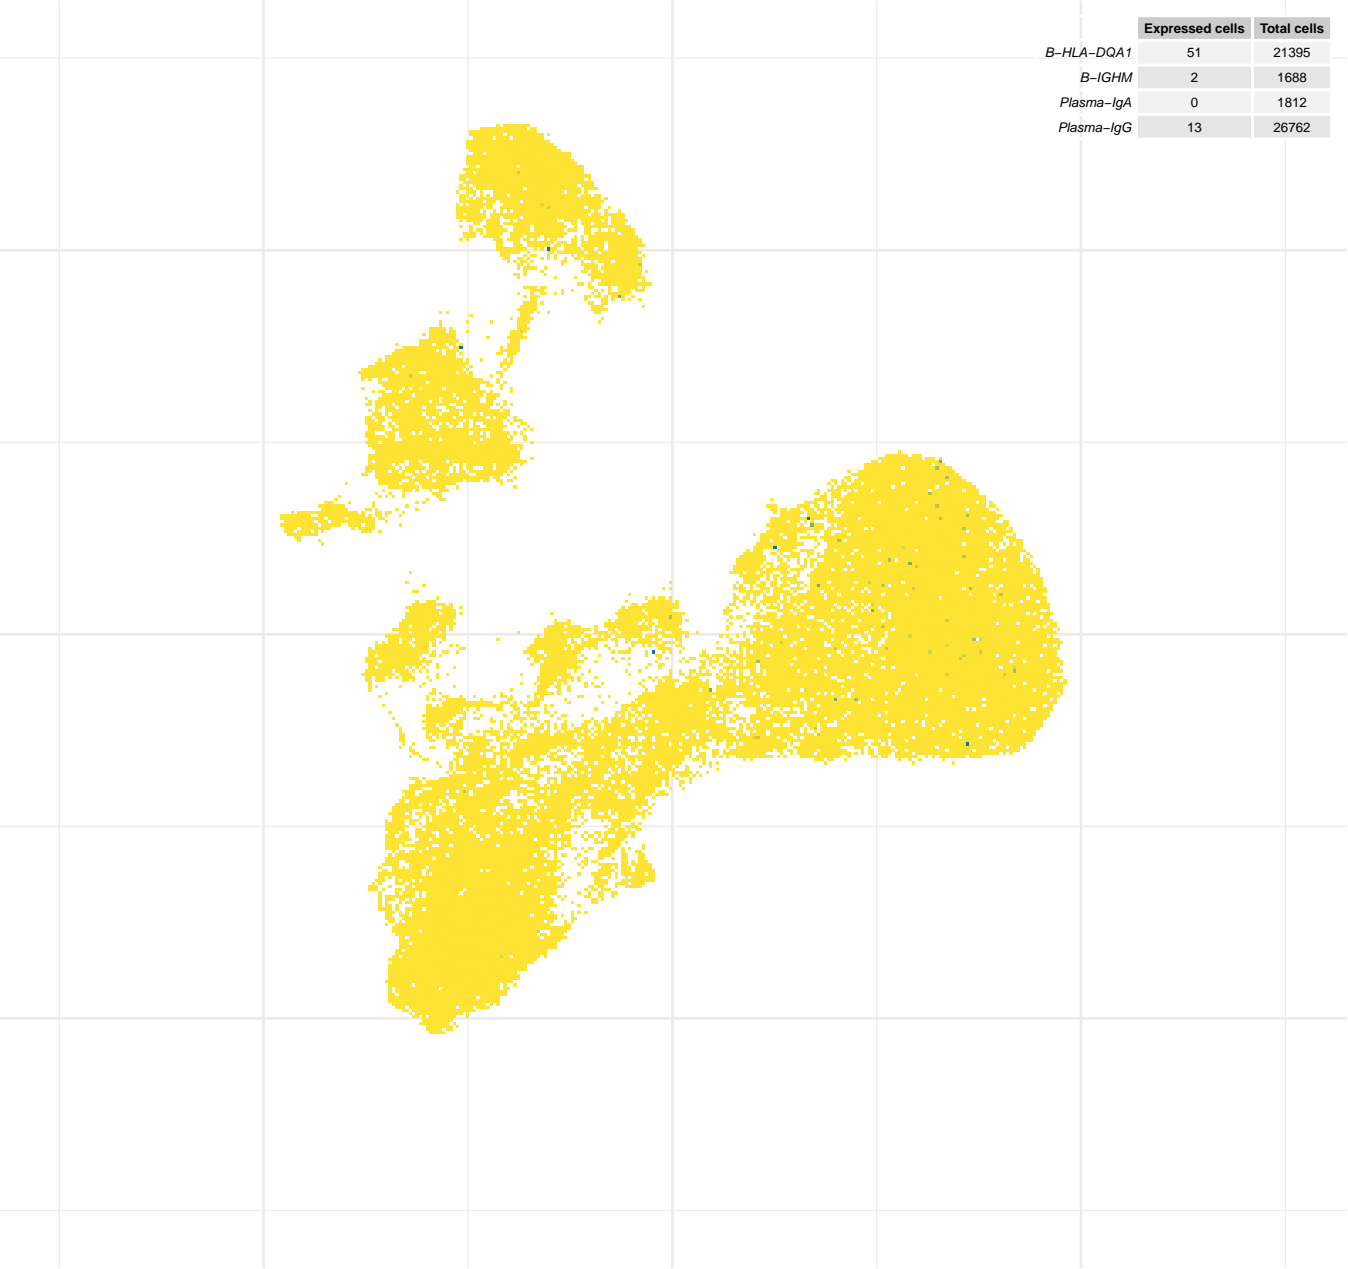 Expressed cells Total cells
B−HLA−DQA1 51 21395
B−IGHM 2 1688
Plasma−IgA 0 1812
Plasma−IgG 13 26762